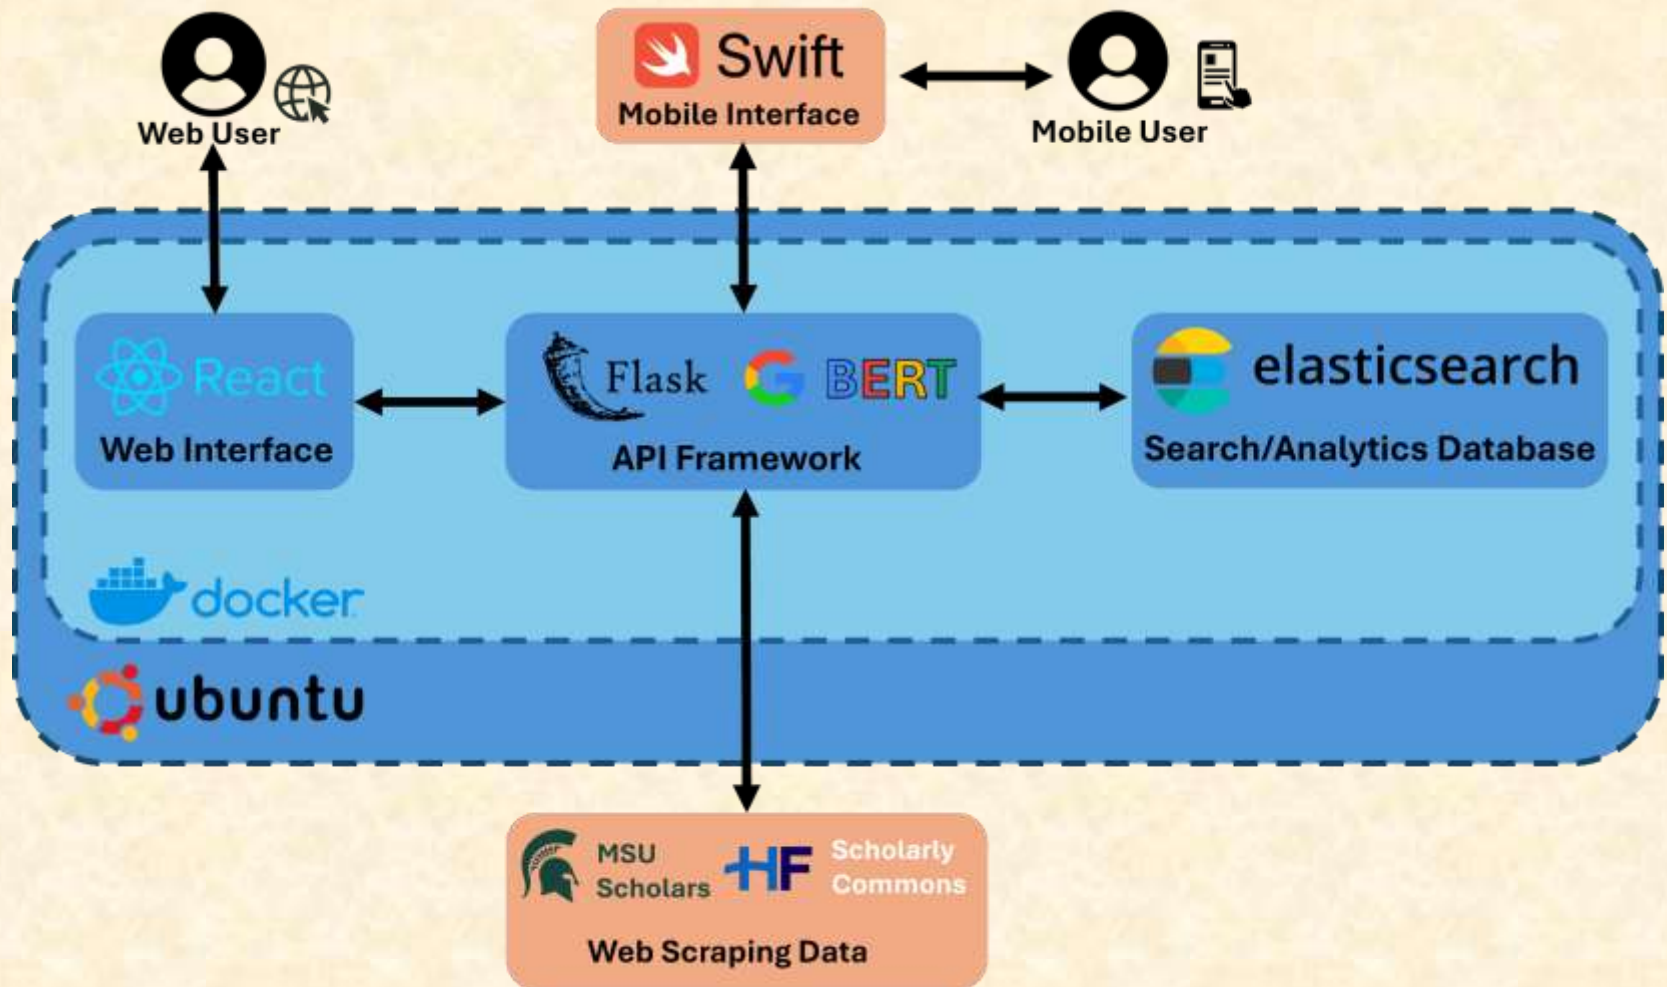 Swift
Mobile Interface
Web User
Mobile User
React
Web Interface
Flask
G BERT
API Framework
elasticsearch
Search/Analytics Database
docker
ubuntu
MSU
Scholars
HF
Scholarly
Commons
Web Scraping Data